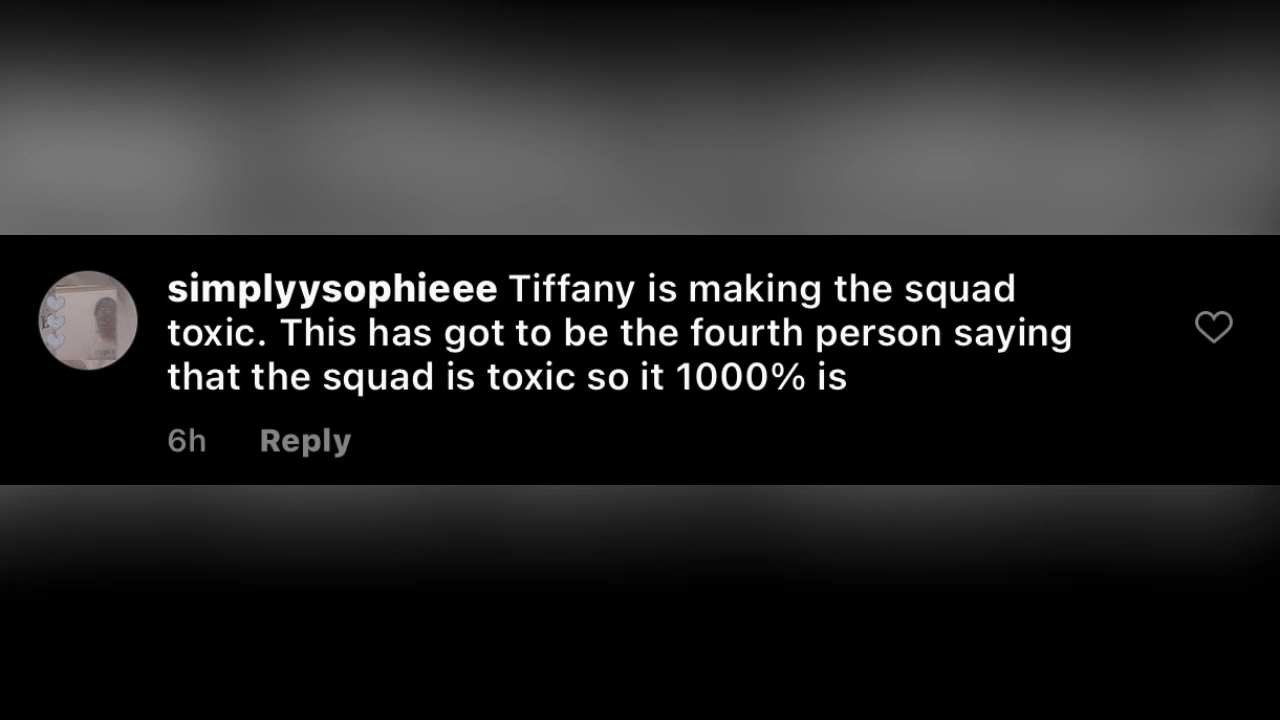 simplyysophieee Tiffany is making the squad
toxic. This has got to be the fourth person saying
that the squad is toxic so it 1000% is
6h Reply